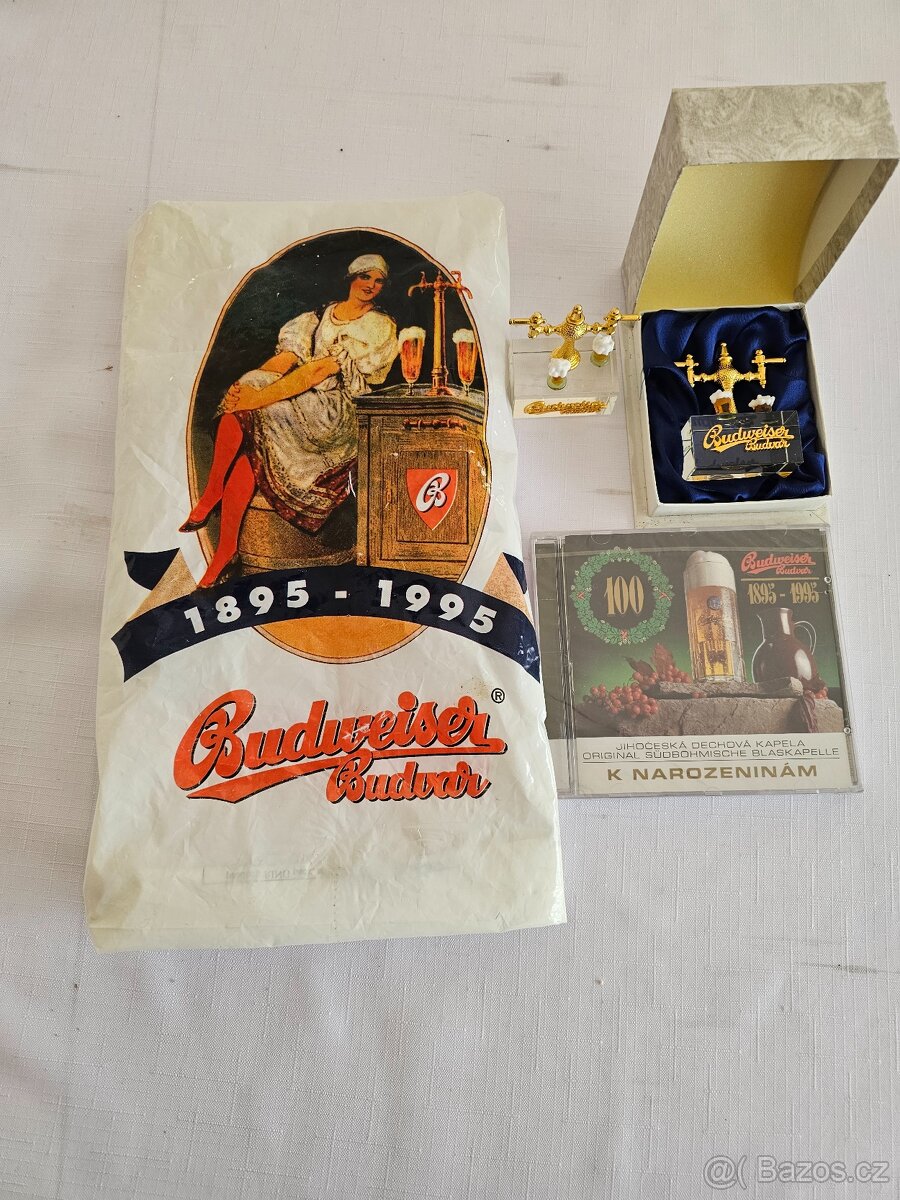 B
1895 - 1995
Budweiser®
Budvar
Budweiser
Budweiser
Budvar
100
Budweiser
Budvar
1895 - 1995
JIHOČESKÁ DECHOVÁ KAPELA
ORIGINAL SÜDBÖHMISCHE BLASKAPELLE
K NAROZENINÁM
@( Bazos.cz